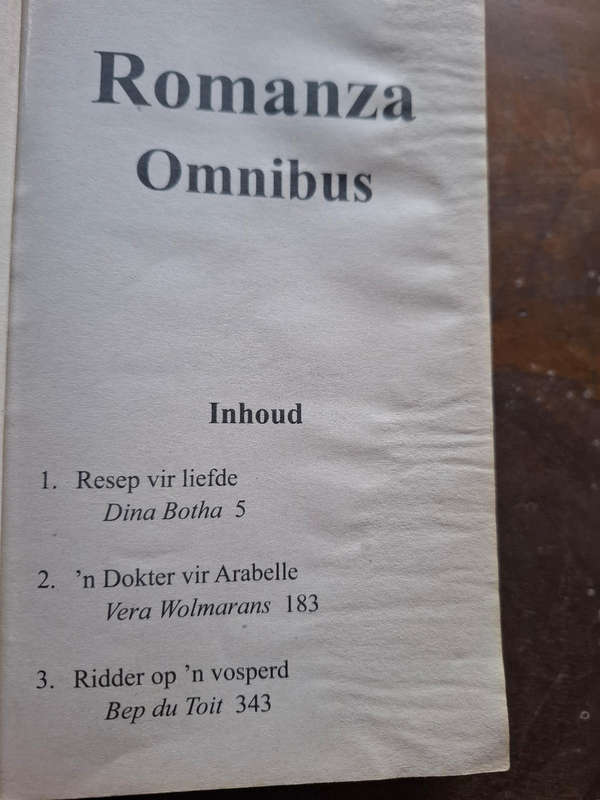 Romanza
Omnibus
Inhoud
1. Resep vir liefde
Dina Botha 5
2. ’n Dokter vir Arabelle
Vera Wolmarans 183
3. Ridder op ’n vosperd
Bep du Toit 343